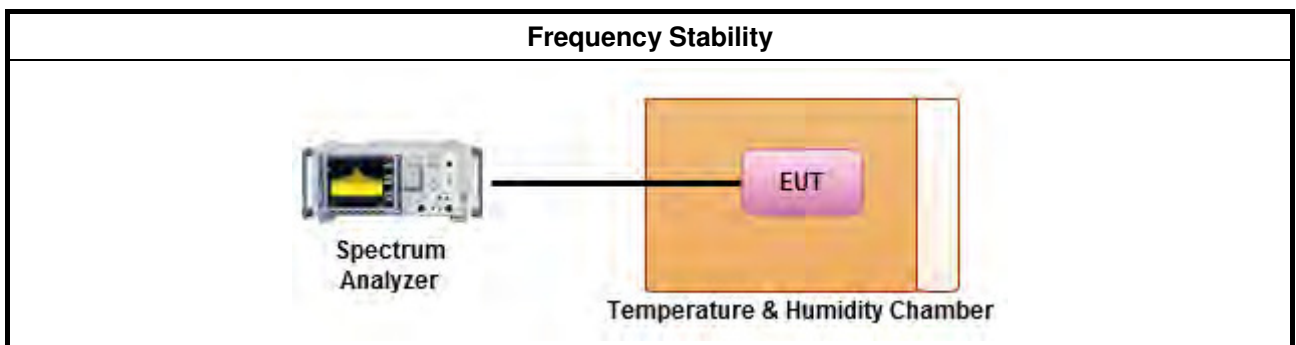 Frequency Stability
EUT
Spectrum
Analyzer
Temperature & Humidity Chamber